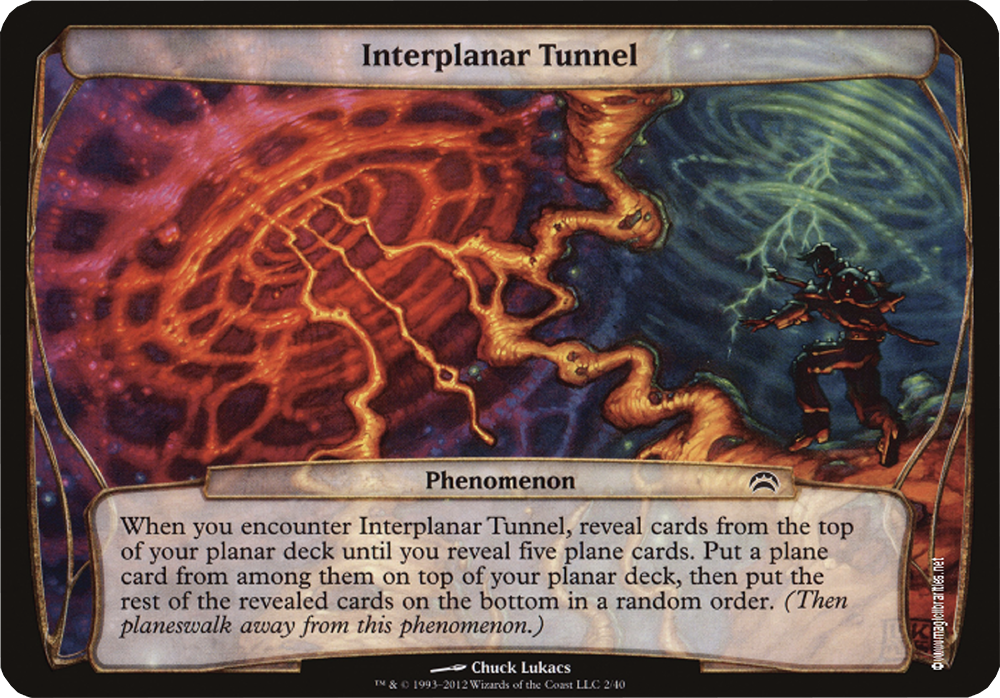 Interplanar Tunnel
Phenomenon
When you encounter Interplanar Tunnel, reveal cards from the top
of your planar deck until you reveal five plane cards. Put a plane
card from among them on top of your planar deck, then put the
rest of the revealed cards on the bottom in a random order. (Then
planeswalk away from this phenomenon.)
Chuck Lukacs
™ & © 1993–2012 Wizards of the Coast LLC 2/40
©www.magiclibrarities.net